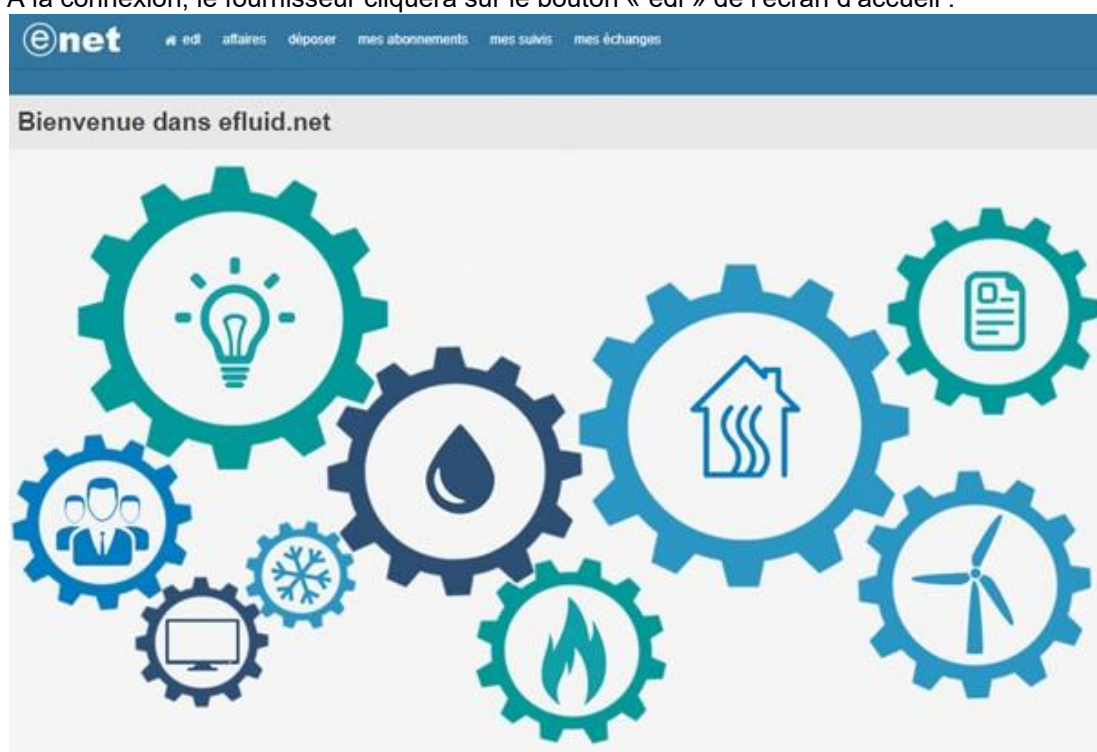 A la connexion, le fournisseur cliquera sur le bouton « edi » de l'écran d'accueil :
enet edi affaires déposer mes abonnements mes suivis mes échanges
Bienvenue dans efluid.net